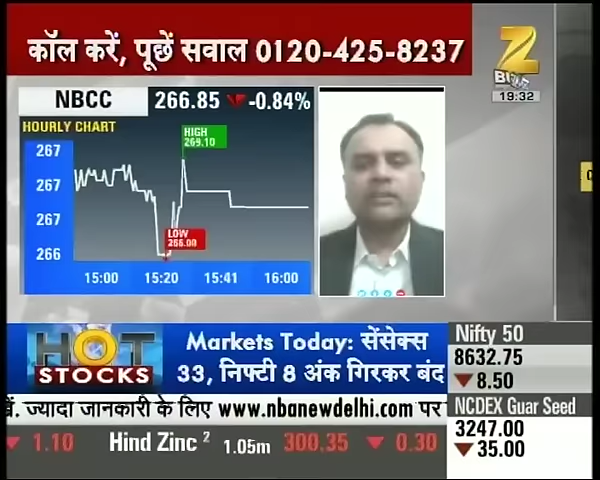 कॉल करें, पूछें सवाल 0120-425-8237
Z
19:32
NBCC 266.85 -0.84%
HOURLY CHART
HIGH
269.10
267
267
267
266
LOW
266.00
15:00 15:20 15:41 16:00
HOT
STOCKS
Markets Today: सेंसेक्स
33, निफ्टी 8 अंक गिरकर बंद
Nifty 50
8632.75
8.50
ज्यादा जानकारी के लिए www.nbanewdelhi.com पर
NCDEX Guar Seed
3247.00
35.00
1.10 Hind Zinc 2 1.05m 300.35 0.30